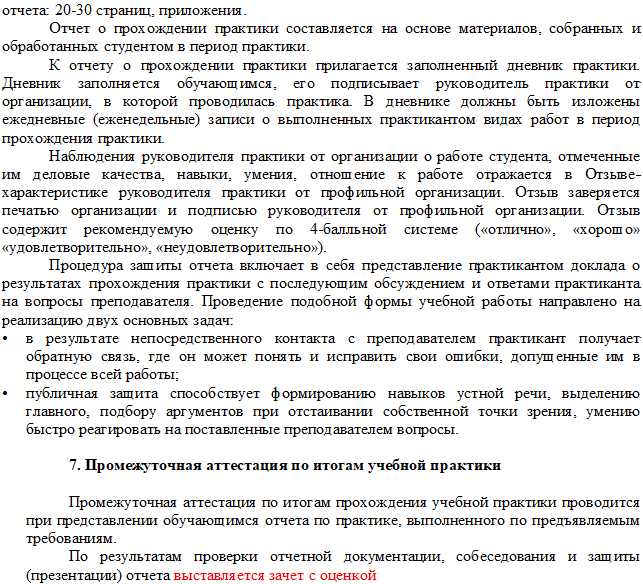 отчета: 20-30 страниц, приложения.
Отчет о прохождении практики составляется на основе материалов, собранных и
обработанных студентом в период практики.
К отчету о прохождении практики прилагается заполненный дневник практики.
Дневник заполняется обучающимся, его подписывает руководитель практики от
организации, в которой проводилась практика. В дневнике должны быть изложены
ежедневные (еженедельные) записи о выполненных практикантом видах работ в период
прохождения практики.
Наблюдения руководителя практики от организации о работе студента, отмеченные
им деловые качества, навыки, умения, отношение к работе отражается в Отзыве-
характеристике руководителя практики от профильной организации. Отзыв заверяется
печатью организации и подписью руководителя от профильной организации. Отзыв
содержит рекомендуемую оценку по 4-балльной системе («отлично», «хорошо»
«удовлетворительно», «неудовлетворительно»).
Процедура защиты отчета включает в себя представление практикантом доклада о
результатах прохождения практики с последующим обсуждением и ответами практиканта
на вопросы преподавателя. Проведение подобной формы учебной работы направлено на
реализацию двух основных задач:
• в результате непосредственного контакта с преподавателем практикант получает
обратную связь, где он может понять и исправить свои ошибки, допущенные им в
процессе всей работы;
• публичная защита способствует формированию навыков устной речи, выделению
главного, подбору аргументов при отстаивании собственной точки зрения, умению
быстро реагировать на поставленные преподавателем вопросы.
7. Промежуточная аттестация по итогам учебной практики
Промежуточная аттестация по итогам прохождения учебной практики проводится
при представлении обучающимся отчета по практике, выполненного по предъявляемым
требованиям.
По результатам проверки отчетной документации, собеседования и защиты
(презентации) отчета выставляется зачет с оценкой